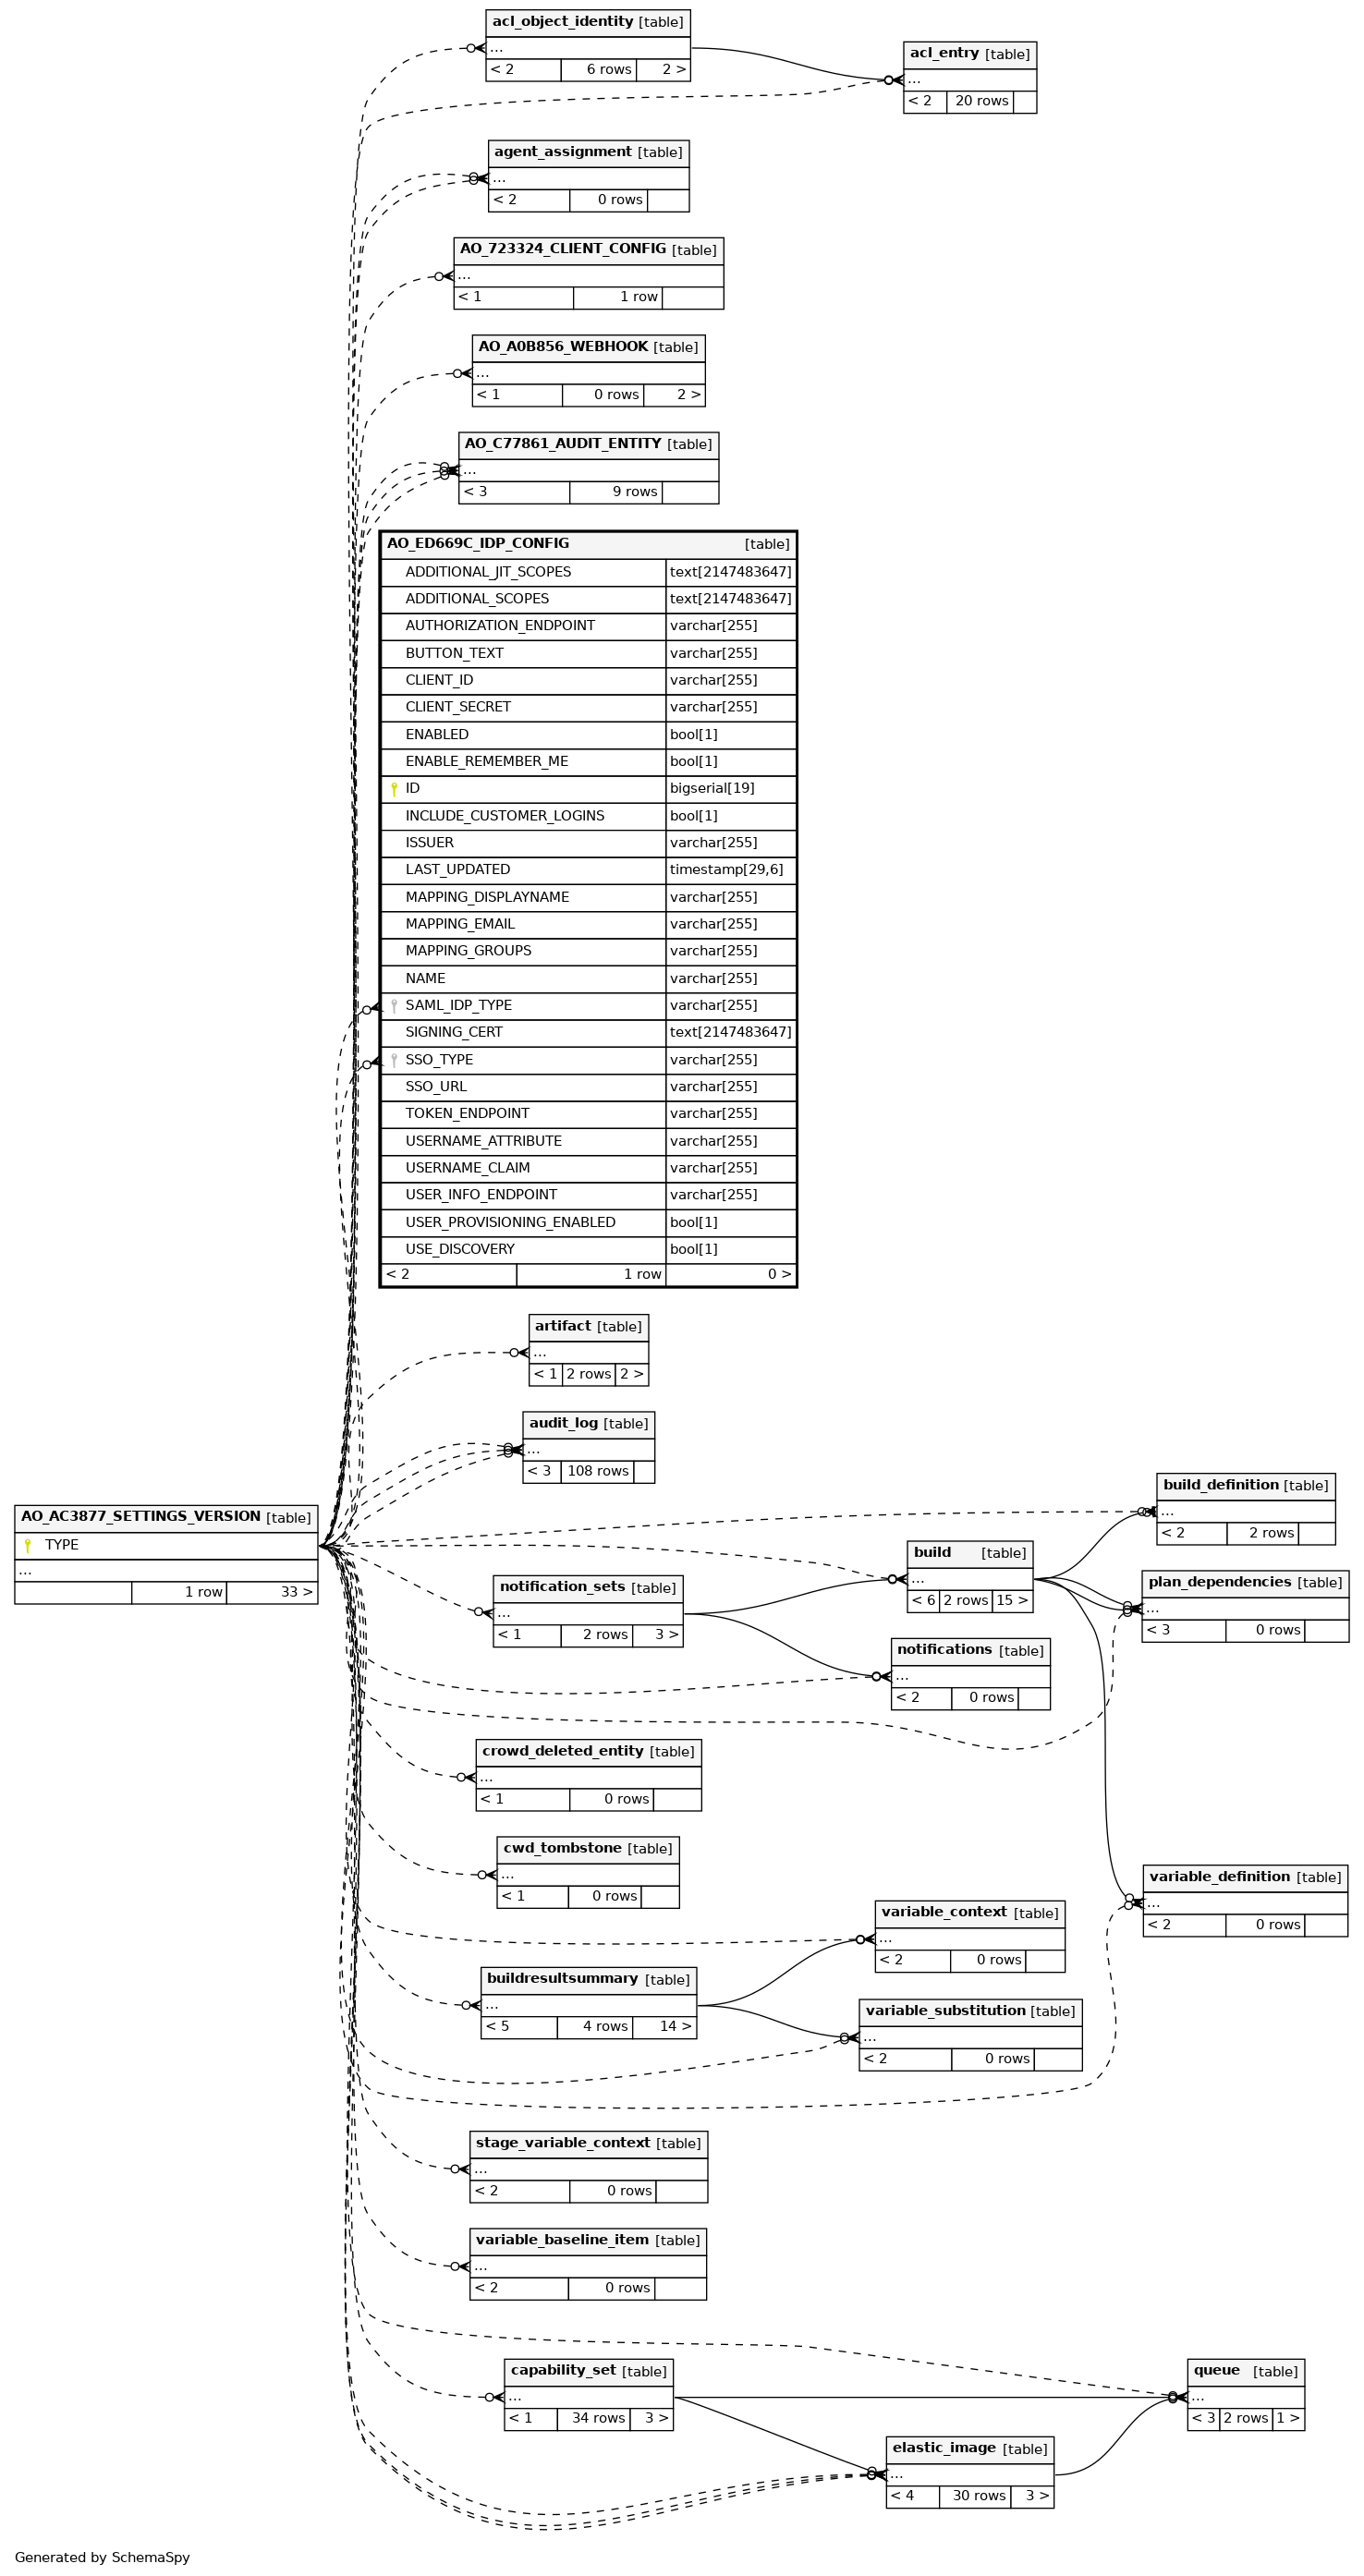 acl_object_identity [table]
...
< 2 6 rows 2 >
acl_entry [table]
...
< 2 20 rows
agent_assignment [table]
...
< 2 0 rows
AO_723324_CLIENT_CONFIG [table]
...
< 1 1 row
AO_A0B856_WEBHOOK [table]
...
< 1 0 rows 2 >
AO_C77861_AUDIT_ENTITY [table]
...
< 3 9 rows
AO_ED669C_IDP_CONFIG [table]
ADDITIONAL_JIT_SCOPES text[2147483647]
ADDITIONAL_SCOPES text[2147483647]
AUTHORIZATION_ENDPOINT varchar[255]
BUTTON_TEXT varchar[255]
CLIENT_ID varchar[255]
CLIENT_SECRET varchar[255]
ENABLED bool[1]
ENABLE_REMEMBER_ME bool[1]
ID bigserial[19]
INCLUDE_CUSTOMER_LOGINS bool[1]
ISSUER varchar[255]
LAST_UPDATED timestamp[29,6]
MAPPING_DISPLAYNAME varchar[255]
MAPPING_EMAIL varchar[255]
MAPPING_GROUPS varchar[255]
NAME varchar[255]
SAML_IDP_TYPE varchar[255]
SIGNING_CERT text[2147483647]
SSO_TYPE varchar[255]
SSO_URL varchar[255]
TOKEN_ENDPOINT varchar[255]
USERNAME_ATTRIBUTE varchar[255]
USERNAME_CLAIM varchar[255]
USER_INFO_ENDPOINT varchar[255]
USER_PROVISIONING_ENABLED bool[1]
USE_DISCOVERY bool[1]
< 2 1 row 0 >
artifact [table]
...
< 1 2 rows 2 >
audit_log [table]
...
< 3 108 rows
AO_AC3877_SETTINGS_VERSION [table]
TYPE
...
1 row 33 >
build_definition [table]
...
< 2 2 rows
build [table]
...
< 6 2 rows 15 >
plan_dependencies [table]
...
< 3 0 rows
notification_sets [table]
...
< 1 2 rows 3 >
notifications [table]
...
< 2 0 rows
crowd_deleted_entity [table]
...
< 1 0 rows
cwd_tombstone [table]
...
< 1 0 rows
variable_definition [table]
...
< 2 0 rows
variable_context [table]
...
< 2 0 rows
buildresultsummary [table]
...
< 5 4 rows 14 >
variable_substitution [table]
...
< 2 0 rows
stage_variable_context [table]
...
< 2 0 rows
variable_baseline_item [table]
...
< 2 0 rows
capability_set [table]
...
< 1 34 rows 3 >
queue [table]
...
< 3 2 rows 1 >
elastic_image [table]
...
< 4 30 rows 3 >
Generated by SchemaSpy